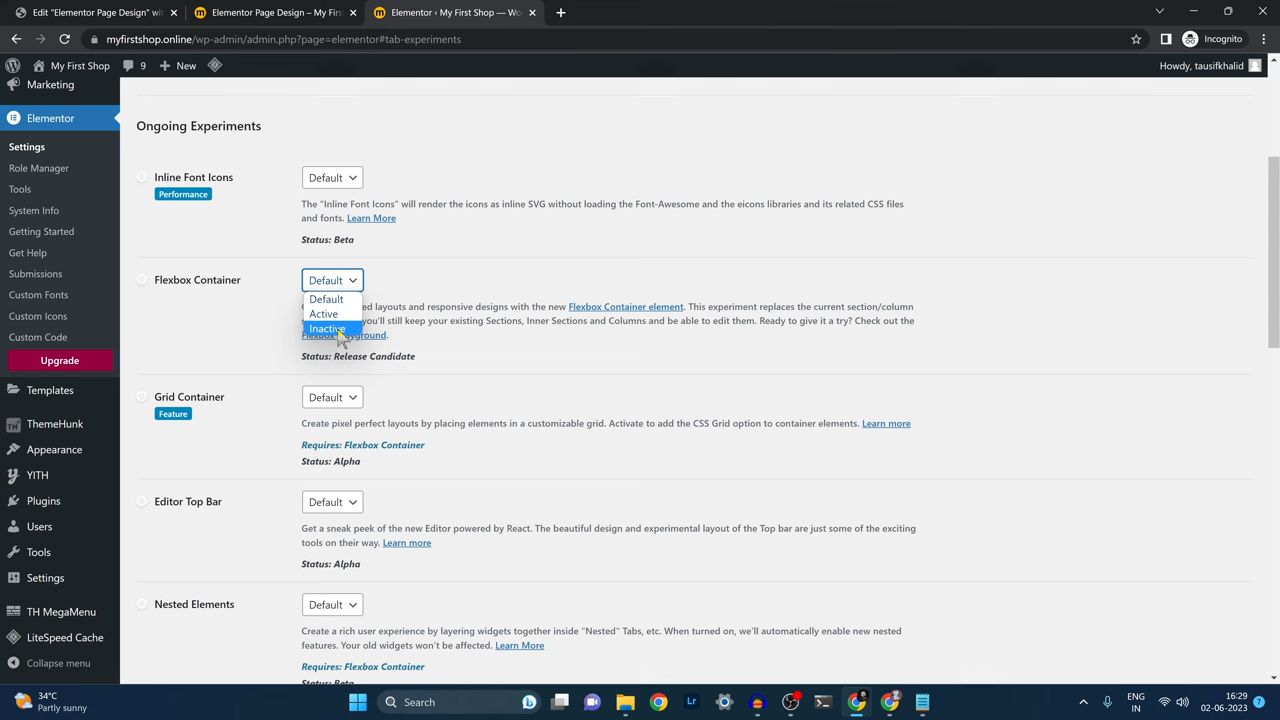 Edit "Elementor Page Design" wit
Elementor Page Design – My First
Elementor ‹ My First Shop — Wo
myfirstshop.online/wp-admin/admin.php?page=elementor#tab-experiments
Incognito
My First Shop
9
New
Howdy, tausifkhalid
Marketing
Elementor
Settings
Role Manager
Tools
System Info
Getting Started
Get Help
Submissions
Custom Fonts
Custom Icons
Custom Code
Upgrade
Templates
ThemeHunk
Appearance
YITH
Plugins
Users
Tools
Settings
TH MegaMenu
LiteSpeed Cache
Collapse menu
Ongoing Experiments
Inline Font Icons
Performance
Default
The "Inline Font Icons" will render the icons as inline SVG without loading the Font-Awesome and the eicons libraries and its related CSS files
and fonts. Learn More
Status: Beta
Flexbox Container
Default
Default
Active
Inactive
layouts and responsive designs with the new Flexbox Container element. This experiment replaces the current section/column
you'll still keep your existing Sections, Inner Sections and Columns and be able to edit them. Ready to give it a try? Check out the
Flexbox Playground.
Status: Release Candidate
Grid Container
Feature
Default
Create pixel perfect layouts by placing elements in a customizable grid. Activate to add the CSS Grid option to container elements. Learn more
Requires: Flexbox Container
Status: Alpha
Editor Top Bar
Default
Get a sneak peek of the new Editor powered by React. The beautiful design and experimental layout of the Top bar are just some of the exciting
tools on their way. Learn more
Status: Alpha
Nested Elements
Default
Create a rich user experience by layering widgets together inside "Nested" Tabs, etc. When turned on, we'll automatically enable new nested
features. Your old widgets won't be affected. Learn More
Requires: Flexbox Container
Status: Beta
34°C
Partly sunny
Search
Lr
ENG
IN
16:29
02-06-2023
7